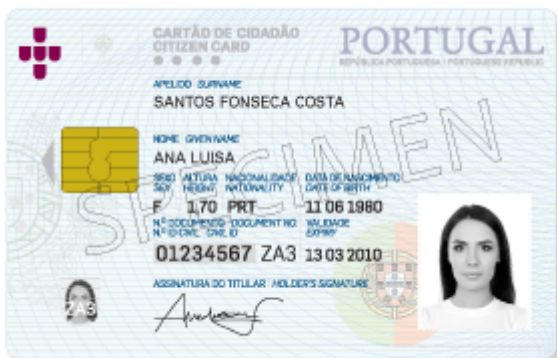 CARTÃO DE CIDADÃO
CITIZEN CARD
PORTUGAL
REPÚBLICA PORTUGUESA | PORTUGUESE REPUBLIC
APELIDO SURNAME
SANTOS FONSECA COSTA
NOME GIVEN NAME
ANA LUISA
SEXO ALTURA NACIONALIDADE DATA DE NASCIMENTO
SEX HEIGHT NATIONALITY DATE OF BIRTH
F 1,70 PRT 11 06 1980
N.º DOCUMENTO DOCUMENT NO. VALIDADE
N.º ID CIVIL CIVIL ID EXPIRY
01234567 ZA3 13 03 2010
ASSINATURA DO TITULAR HOLDER'S SIGNATURE
ZA3
SPECIMEN